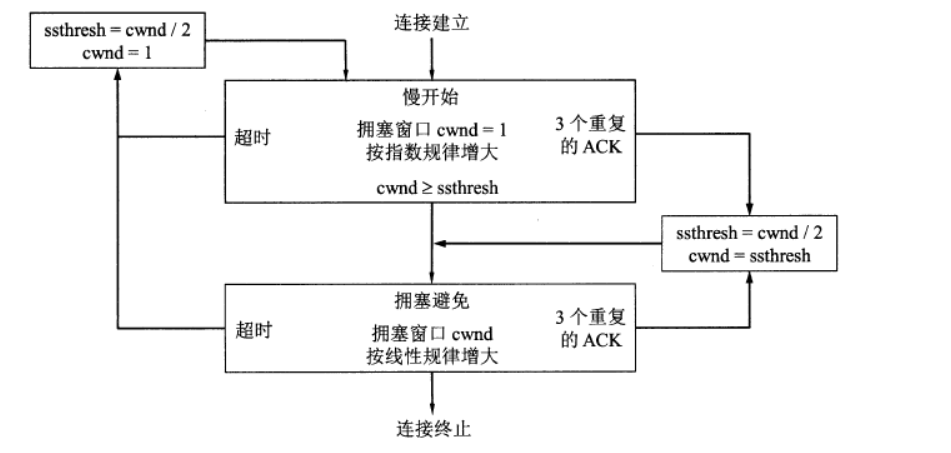 连接建立
ssthresh = cwnd / 2
cwnd = 1
慢开始
超时
拥塞窗口 cwnd = 1
按指数规律增大
3 个重复
的 ACK
cwnd ≥ ssthresh
ssthresh = cwnd / 2
cwnd = ssthresh
拥塞避免
超时
拥塞窗口 cwnd
按线性规律增大
3 个重复
的 ACK
连接终止